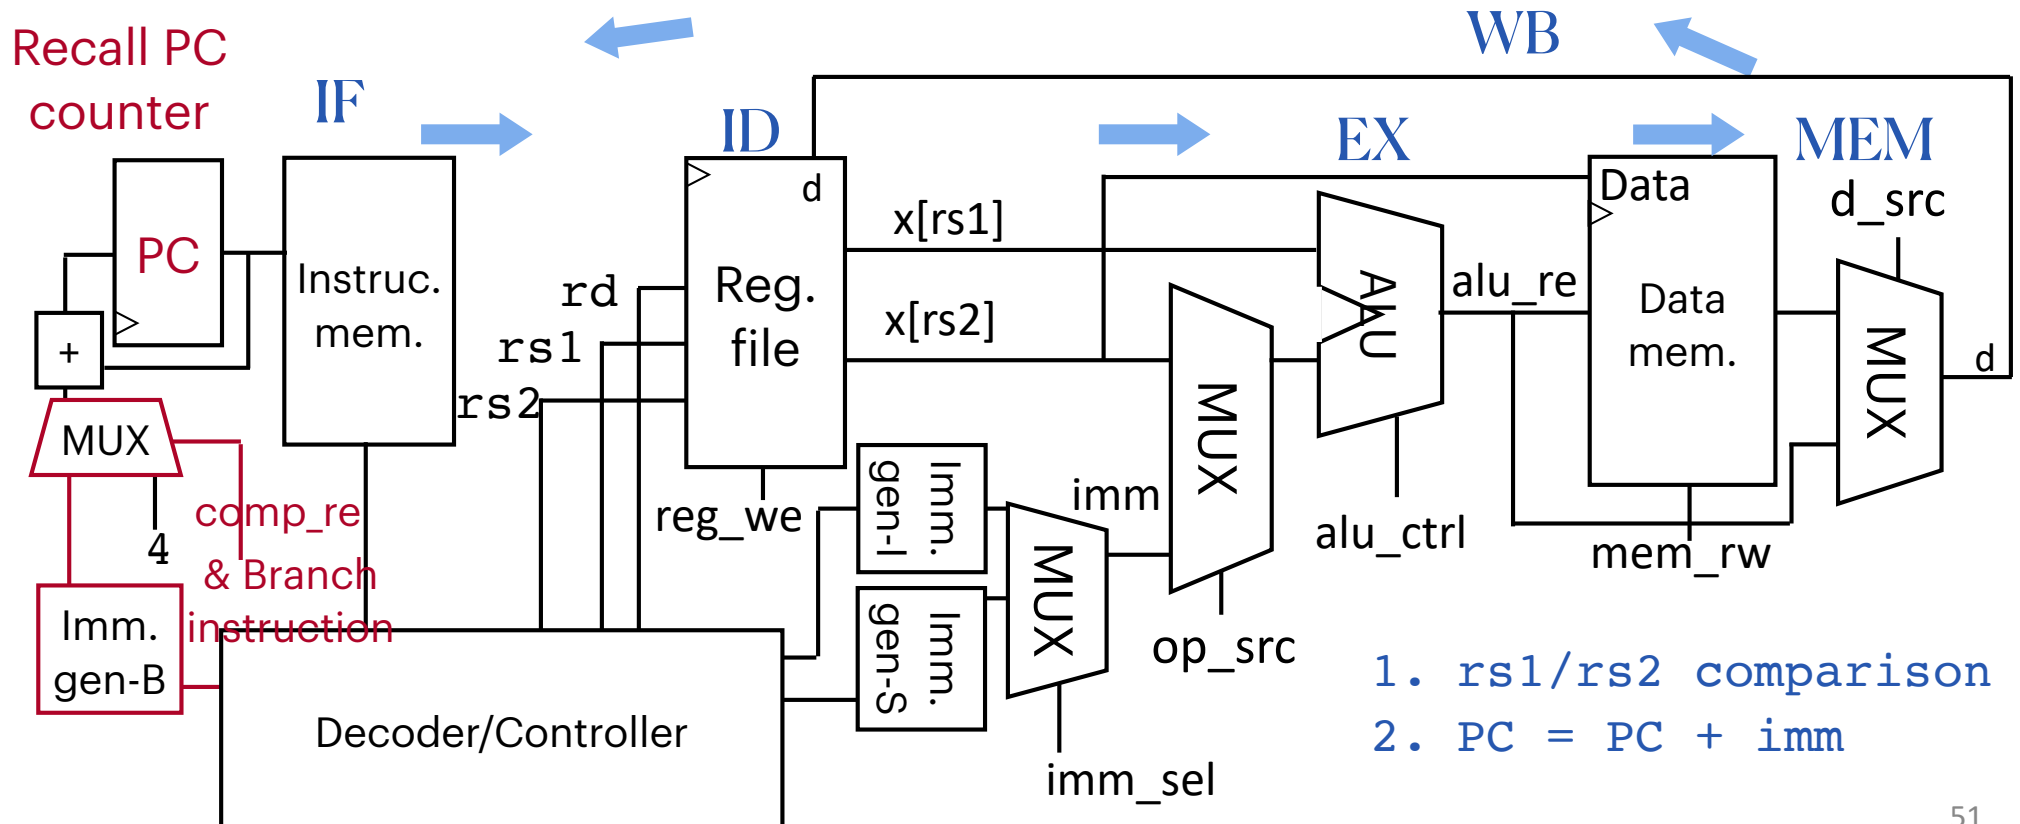 Recall PC
counter
IF
ID
EX
MEM
WB
PC
+
MUX
4
comp_re
& Branch
instruction
Imm.
gen-B
Instruc.
mem.
rd
rs1
rs2
d
Reg.
file
reg_we
x[rs1]
x[rs2]
Decoder/Controller
Imm.
gen-I
Imm.
gen-S
MUX
imm_sel
imm
MUX
op_src
ALU
alu_ctrl
alu_re
Data
Data
mem.
mem_rw
d_src
MUX
d
1. rs1/rs2 comparison
2. PC = PC + imm
51